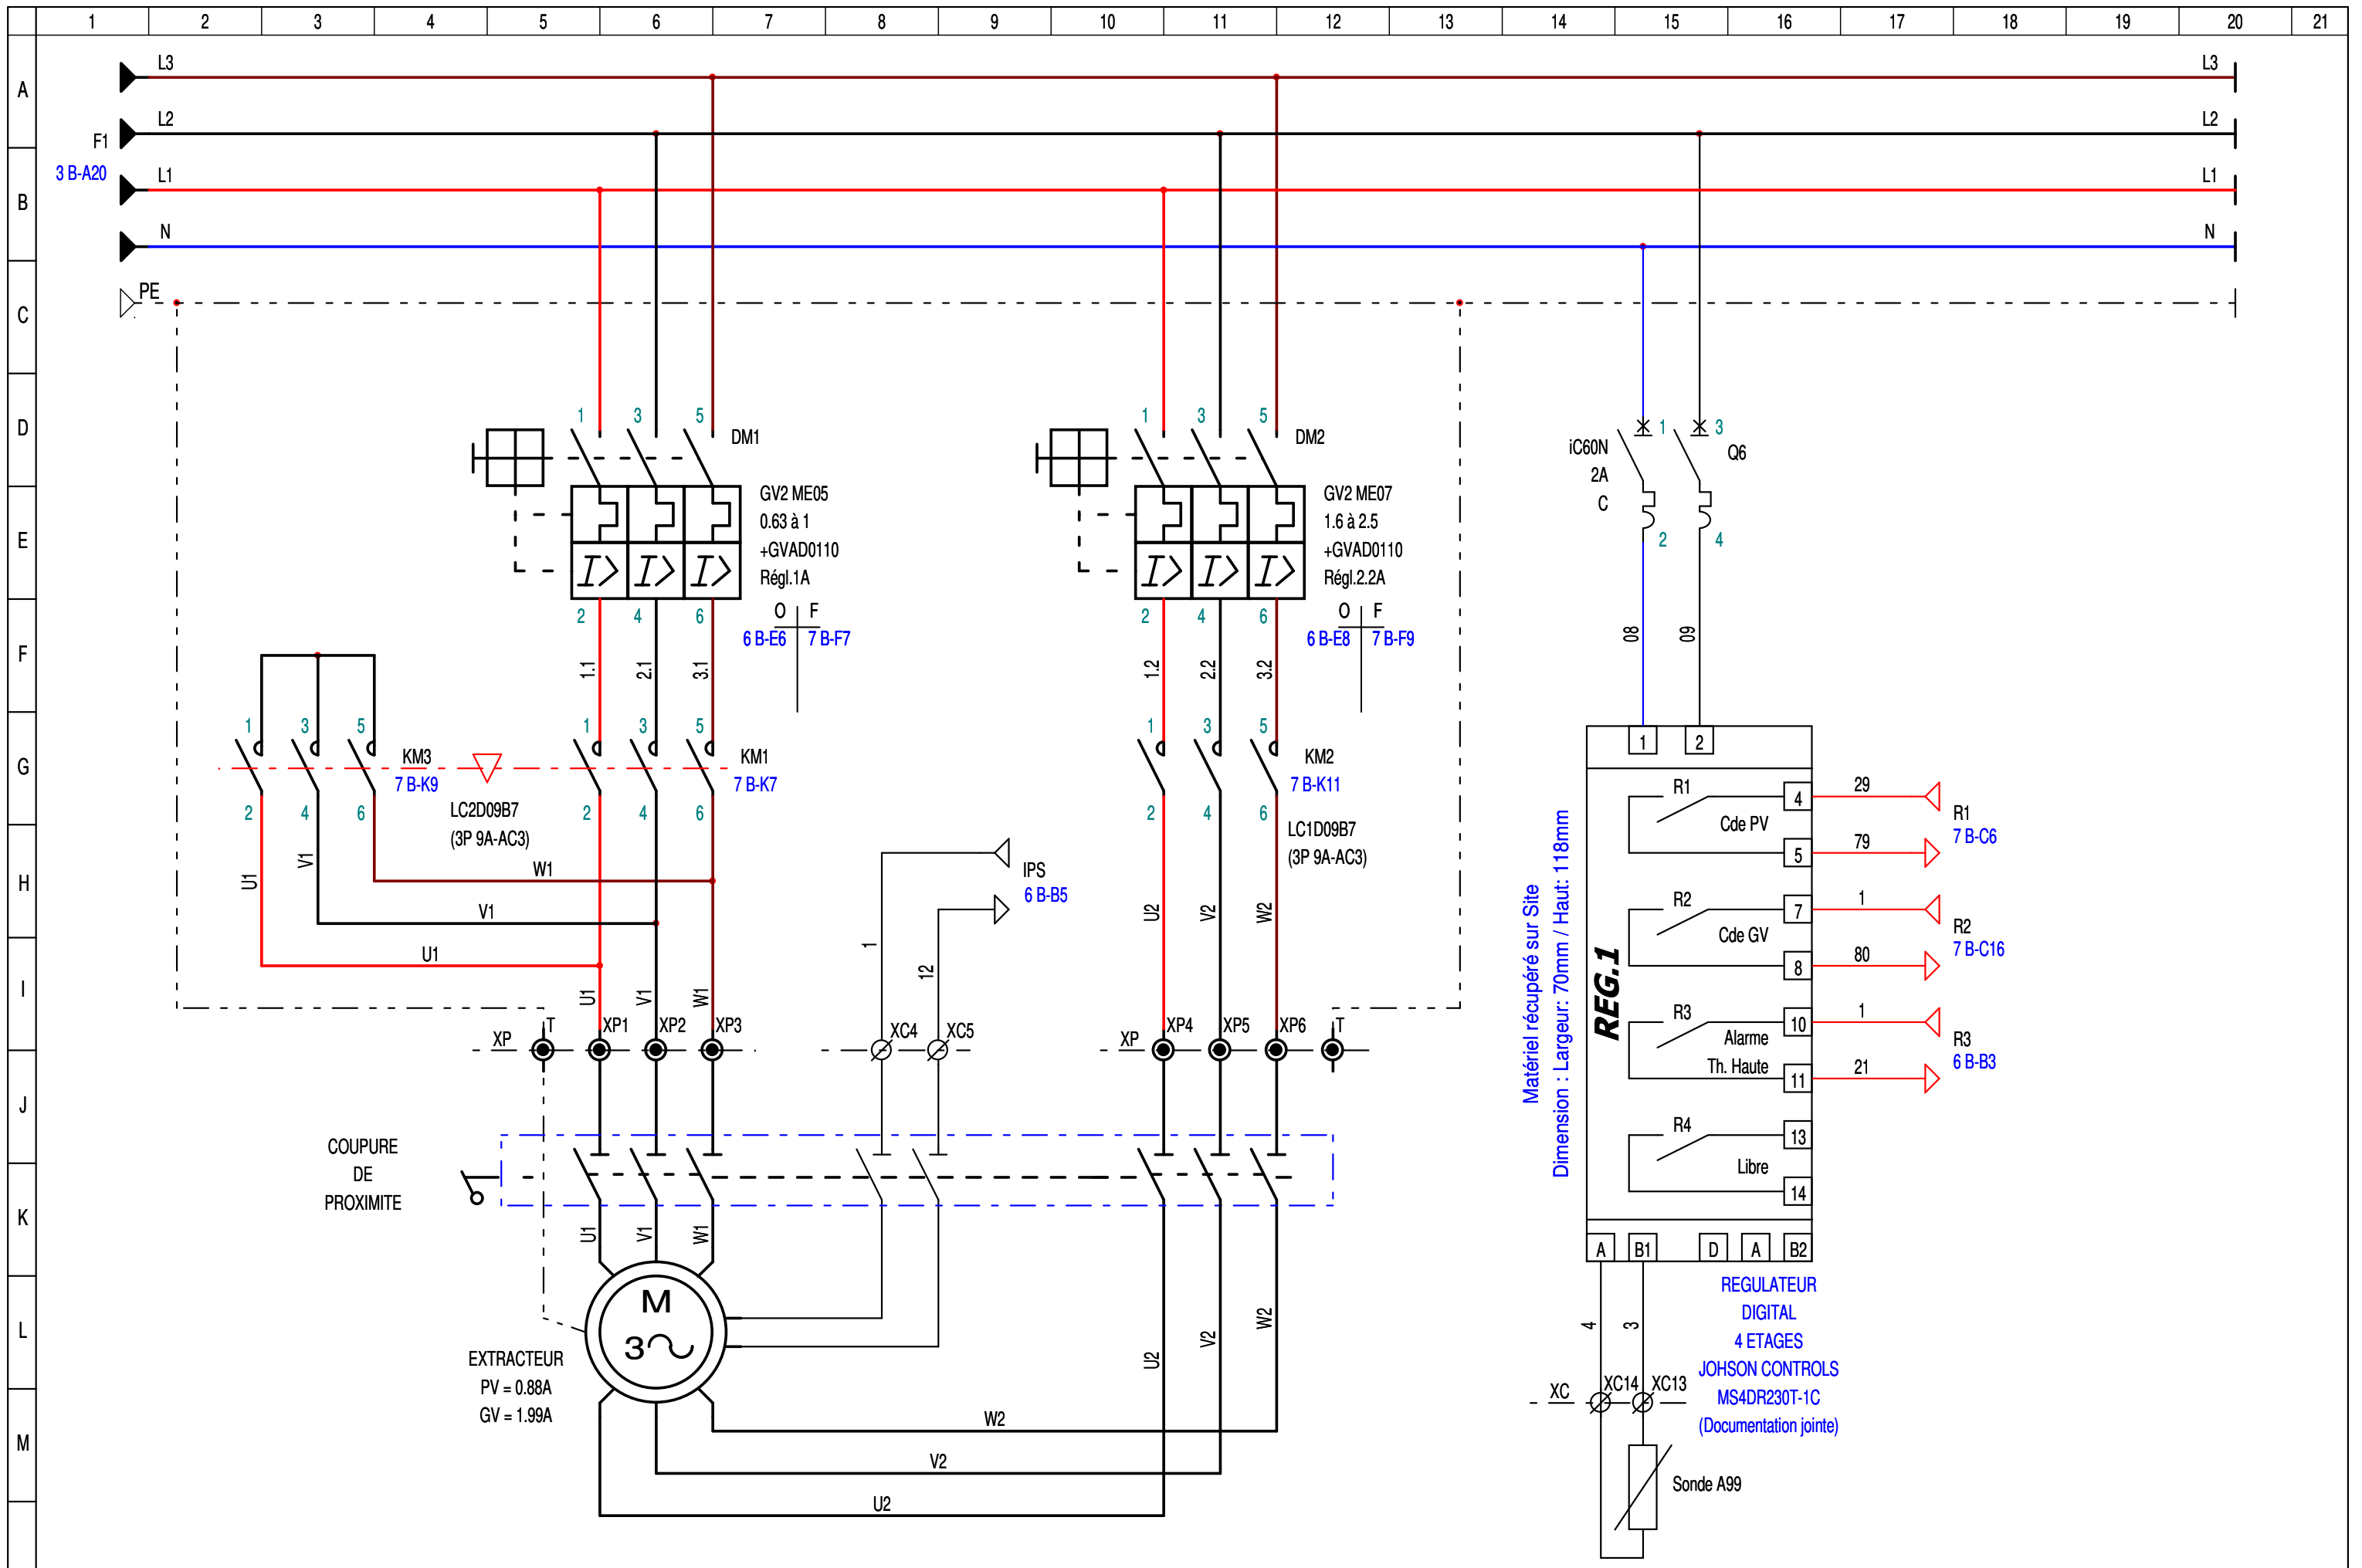 1 2 3 4 5 6 7 8 9 10 11 12 13 14 15 16 17 18 19 20 21
A
B
C
D
E
F
G
H
I
J
K
L
M
L3 L3
L2 L2
F1
3 B-A20
L1 L1
N N
PE
1 3 5 DM1
GV2 ME05
0.63 à 1
+GVAD0110
Régl.1A
2 4 6
O F
6 B-E6 7 B-F7
1.1 2.1 3.1
1 3 5 DM2
GV2 ME07
1.6 à 2.5
+GVAD0110
Régl.2.2A
2 4 6
O F
6 B-E8 7 B-F9
1.2 2.2 3.2
iC60N
2A
C
1 3
Q6
2 4
08 09
1 3 5
KM3
7 B-K9
2 4 6
LC2D09B7
(3P 9A-AC3)
1 3 5
KM1
7 B-K7
2 4 6
1 3 5
KM2
7 B-K11
2 4 6
LC1D09B7
(3P 9A-AC3)
U1 V1 W1
V1
U1
U1 V1 W1
IPS
6 B-B5
1 12
U2 V2 W2
XP T XP1 XP2 XP3
XC4 XC5
XP XP4 XP5 XP6 T
COUPURE
DE
PROXIMITE
U1 V1 W1
M
3
EXTRACTEUR
PV = 0.88A
GV = 1.99A
U2 V2 W2
W2
V2
U2
Matériel récupéré sur Site
Dimension : Largeur: 70mm / Haut: 118mm
REG.1
1 2
R1 4 29
Cde PV
5 79
R1
7 B-C6
R2 7 1
Cde GV
8 80
R2
7 B-C16
R3 10 1
Alarme
Th. Haute
11 21
R3
6 B-B3
R4 13
Libre
14
A B1 D A B2
REGULATEUR
DIGITAL
4 ETAGES
JOHSON CONTROLS
MS4DR230T-1C
(Documentation jointe)
4 3
XC XC14 XC13
Sonde A99